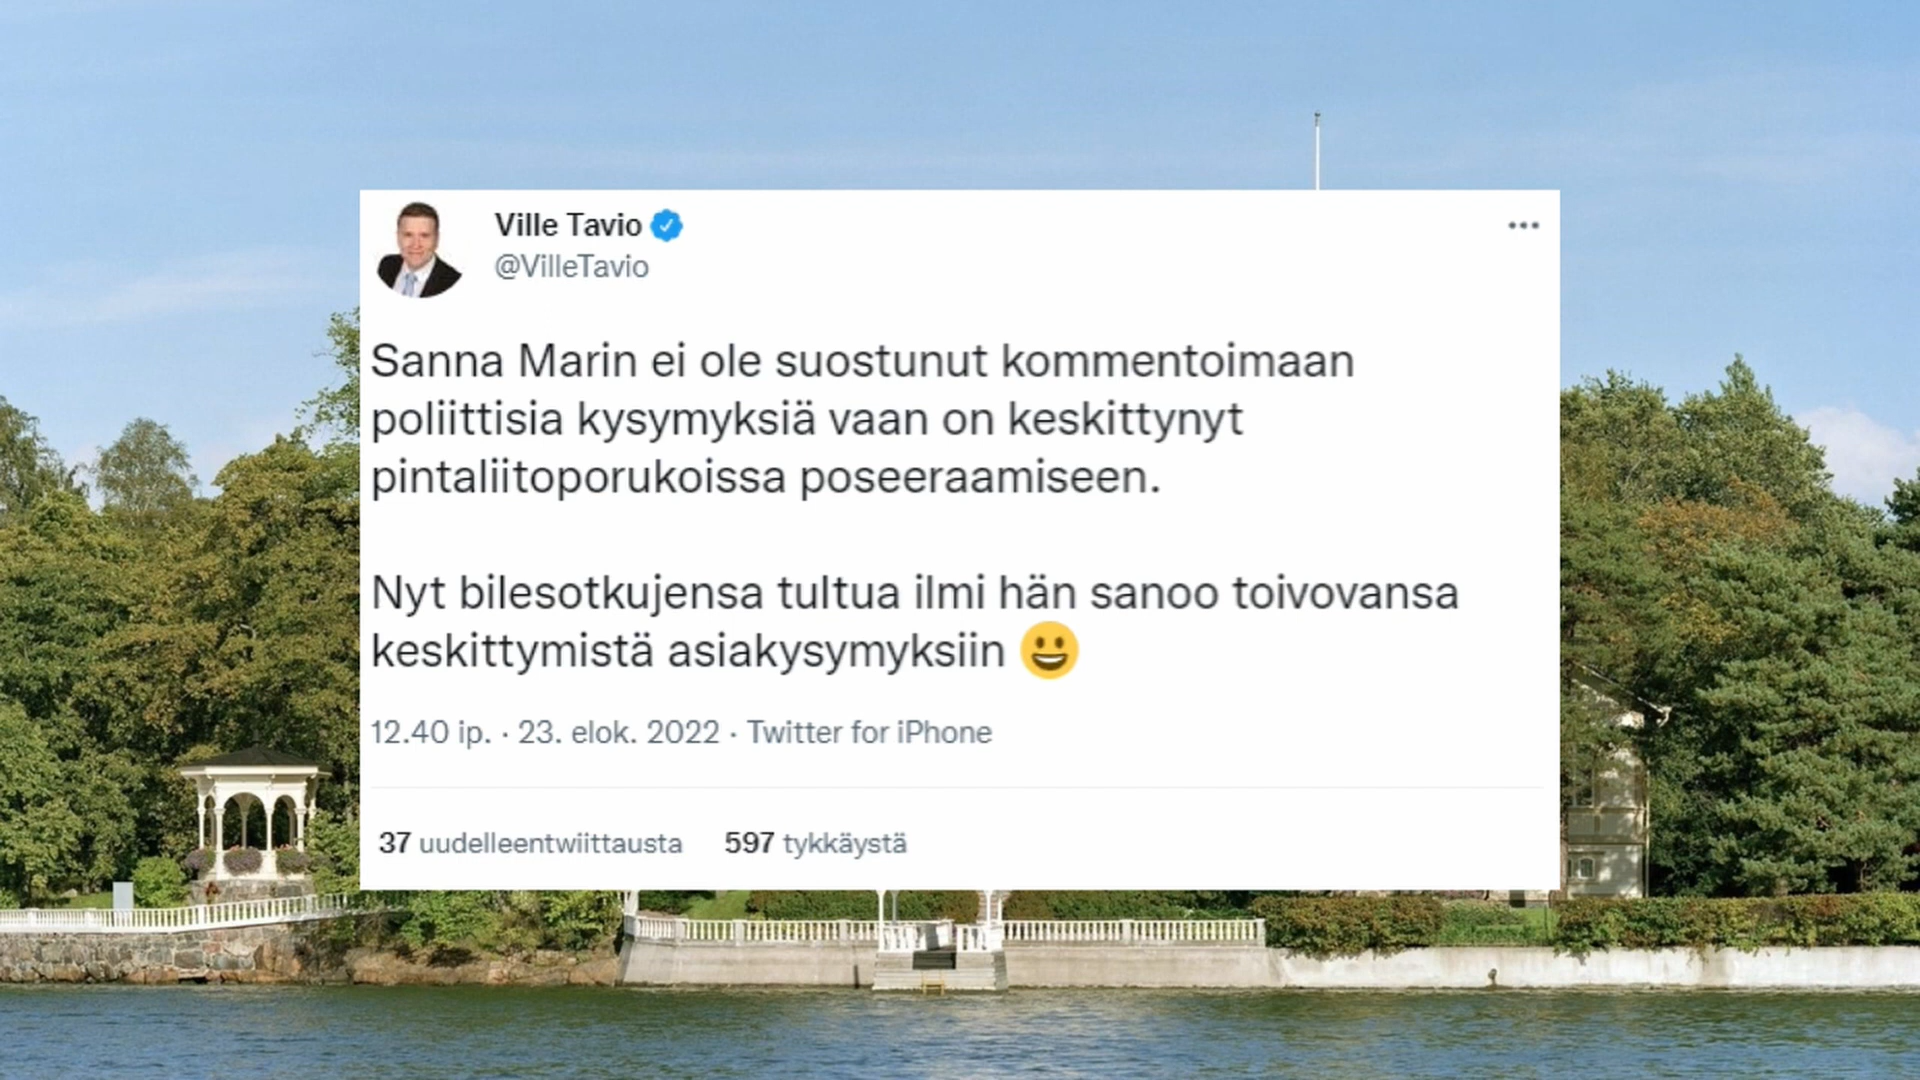 Ville Tavio
@VilleTavio
Sanna Marin ei ole suostunut kommentoimaan
poliittisia kysymyksiä vaan on keskittynyt
pintaliitoporukoissa poseeraamiseen.
Nyt bilesotkujensa tultua ilmi hän sanoo toivovansa
keskittymistä asiakysymyksiin 😀
12.40 ip. · 23. elok. 2022 · Twitter for iPhone
37 uudelleentwiittausta 597 tykkäystä